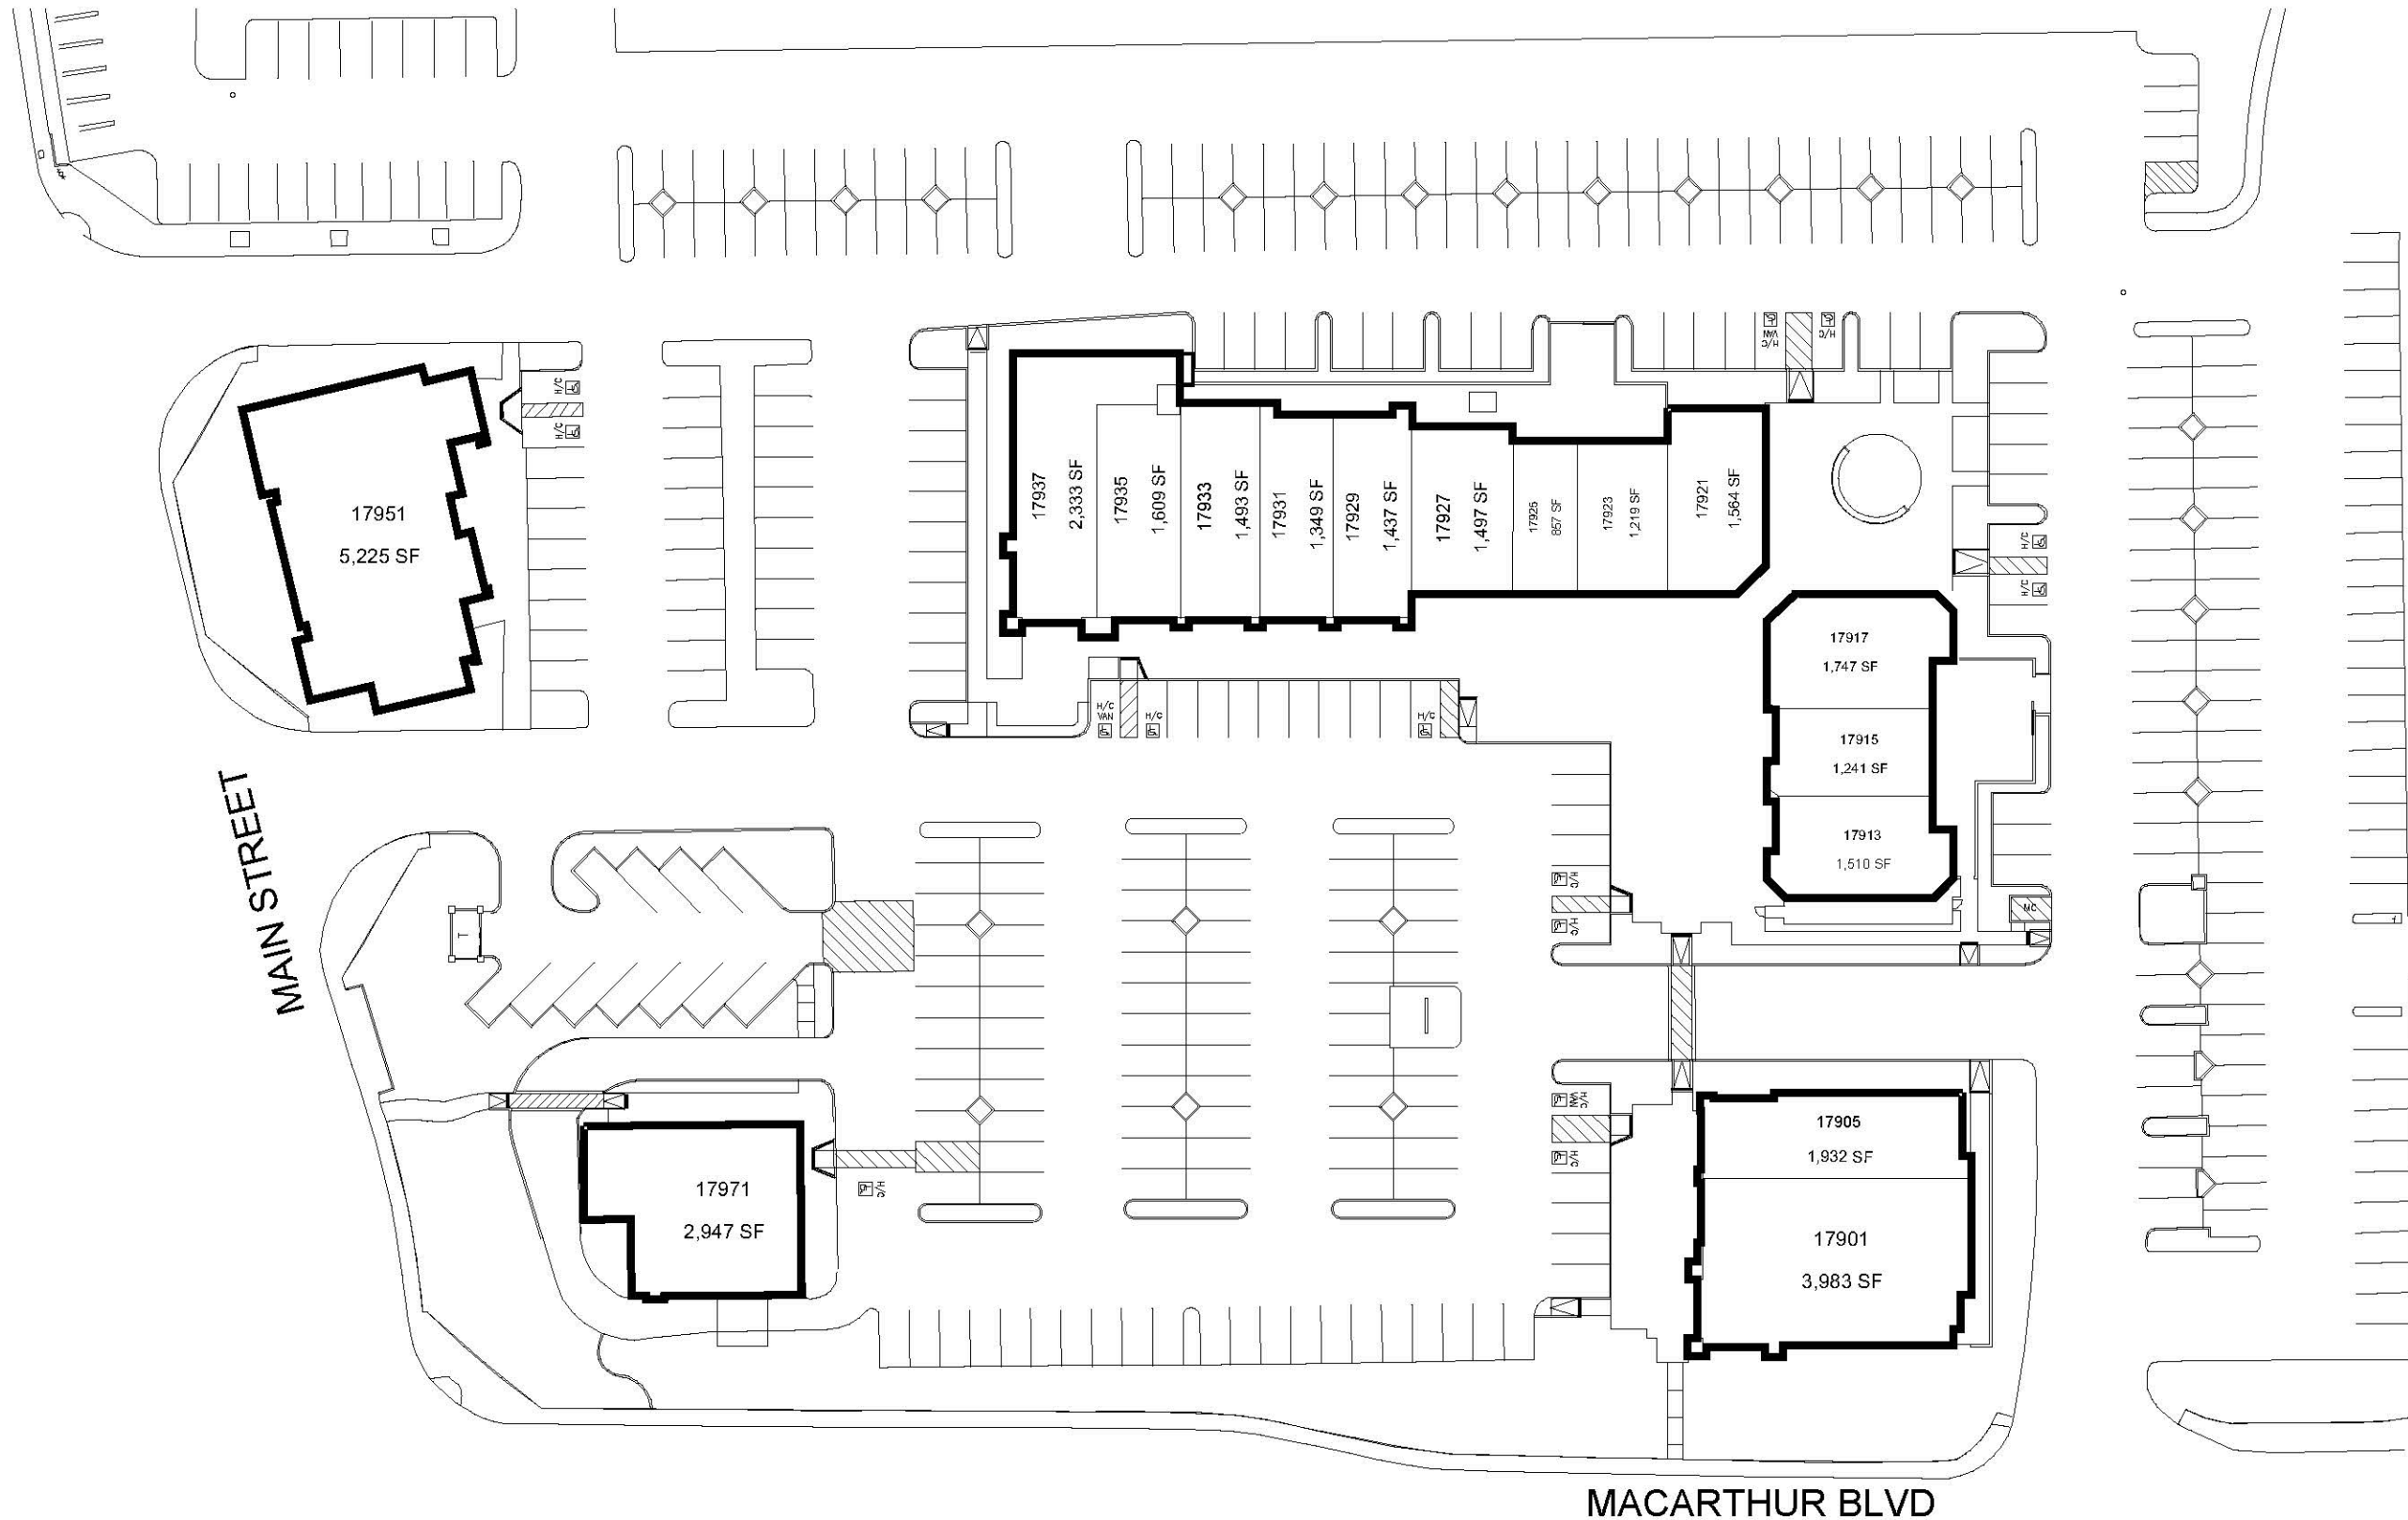 H/C
VAN
H/C
H/C
H/C
17951
5,225 SF
17937
2,333 SF
17935
1,609 SF
17933
1,493 SF
17931
1,349 SF
17929
1,437 SF
17927
1,497 SF
17925
857 SF
17923
1,219 SF
17921
1,564 SF
H/C
H/C
17917
1,747 SF
17915
1,241 SF
17913
1,510 SF
H/C
VAN
H/C
H/C
H/C
H/C
MC
MAIN STREET
T
H/C
VAN
H/C
17905
1,932 SF
17901
3,983 SF
17971
2,947 SF
H/C
MACARTHUR BLVD